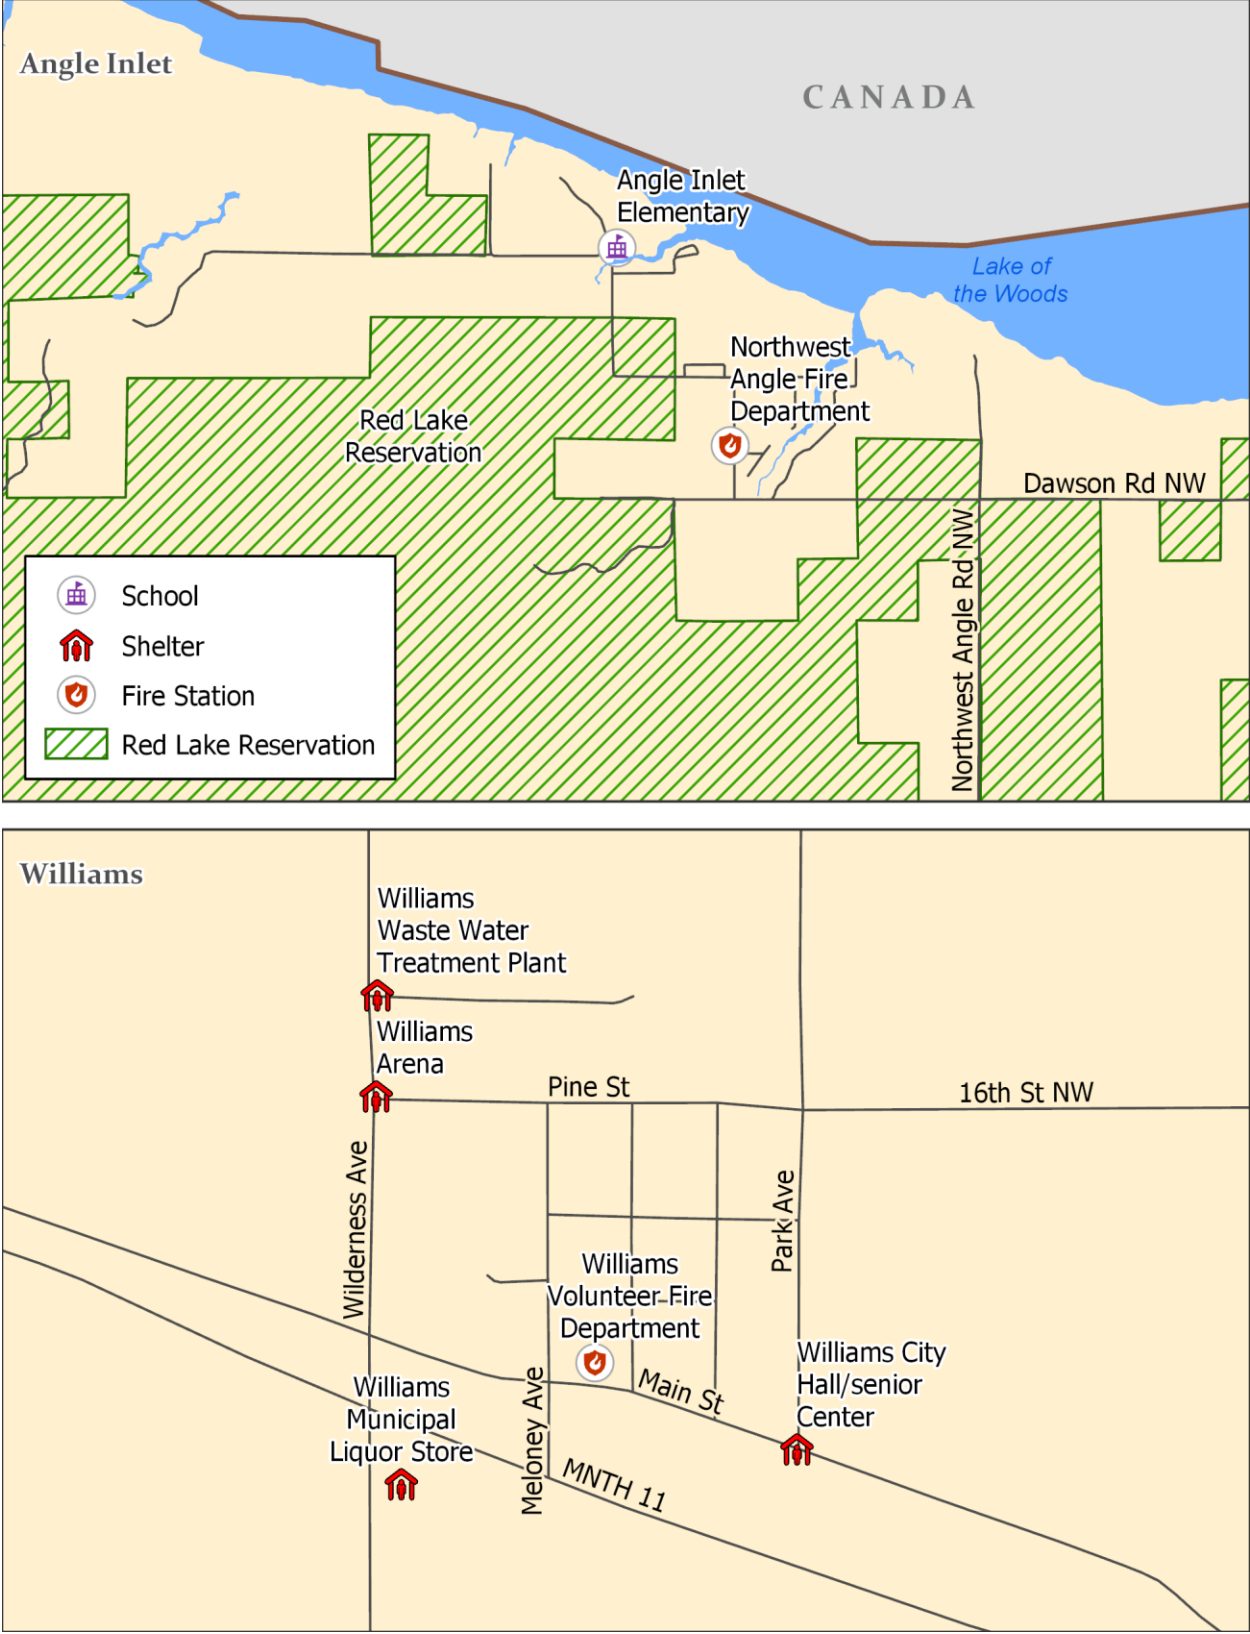 Angle Inlet
CANADA
Angle Inlet
Elementary
Lake of
the Woods
Northwest
Angle Fire
Department
Red Lake
Reservation
Dawson Rd NW
Northwest Angle Rd NW
School
Shelter
Fire Station
Red Lake Reservation
Williams
Williams
Waste Water
Treatment Plant
Williams
Arena
Pine St
16th St NW
Wilderness Ave
Park Ave
Williams
Volunteer Fire
Department
Williams City
Hall/senior
Center
Main St
Williams
Municipal
Liquor Store
Meloney Ave
MNTH 11